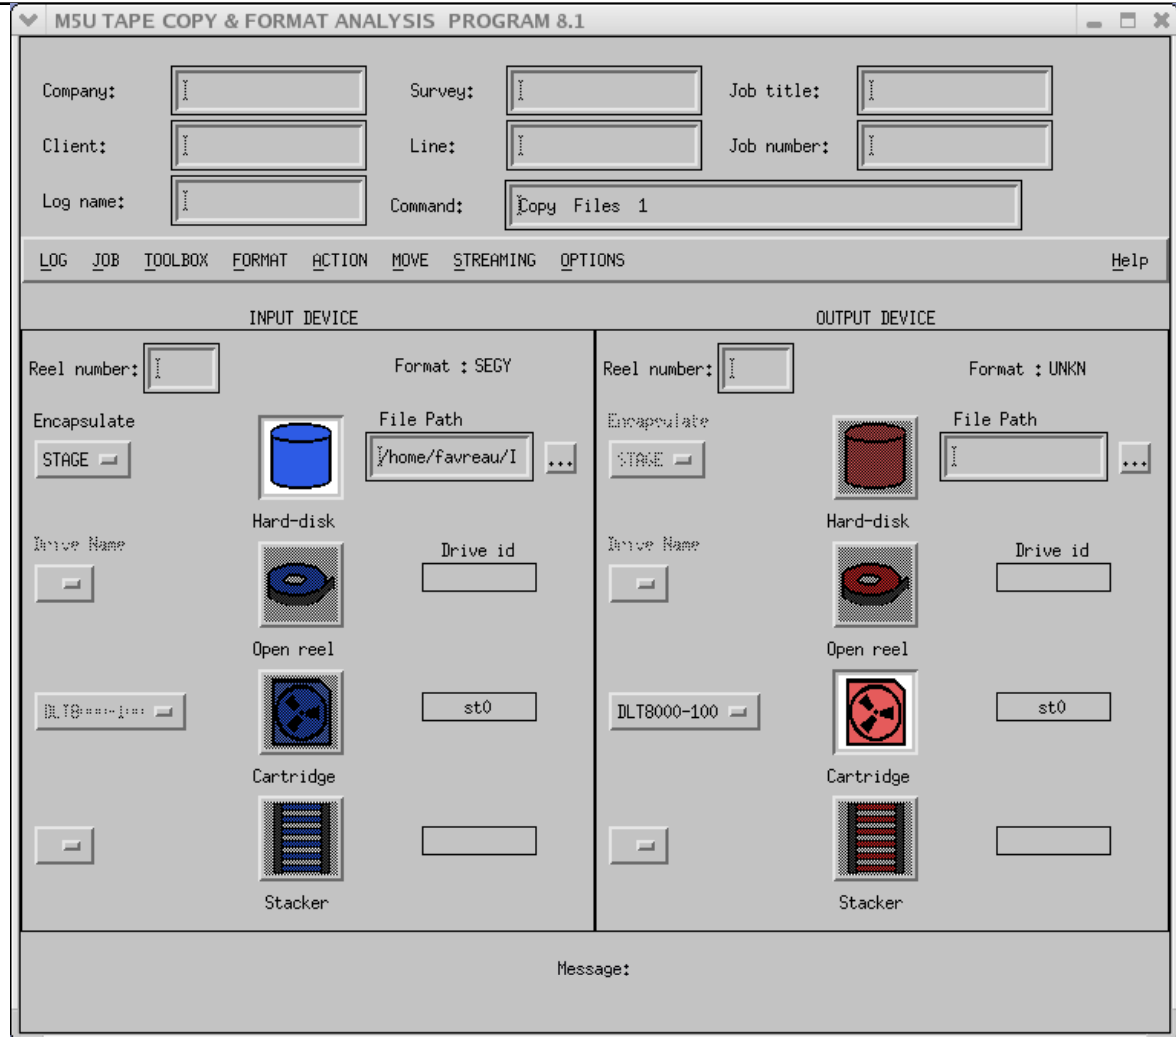 M5U TAPE COPY & FORMAT ANALYSIS PROGRAM 8.1
Company: Survey: Job title:
Client: Line: Job number:
Log name: Command: Copy Files 1
LOG JOB TOOLBOX FORMAT ACTION MOVE STREAMING OPTIONS Help
INPUT DEVICE
Reel number: Format : SEGY
Encapsulate File Path
STAGE /home/favreau/I ...
Hard-disk
Drive Name Drive id
Open reel
st0
Cartridge
Stacker
OUTPUT DEVICE
Reel number: Format : UNKN
Encapsulate File Path
STAGE ...
Hard-disk
Drive Name Drive id
Open reel
DLT8000-100 st0
Cartridge
Stacker
Message: